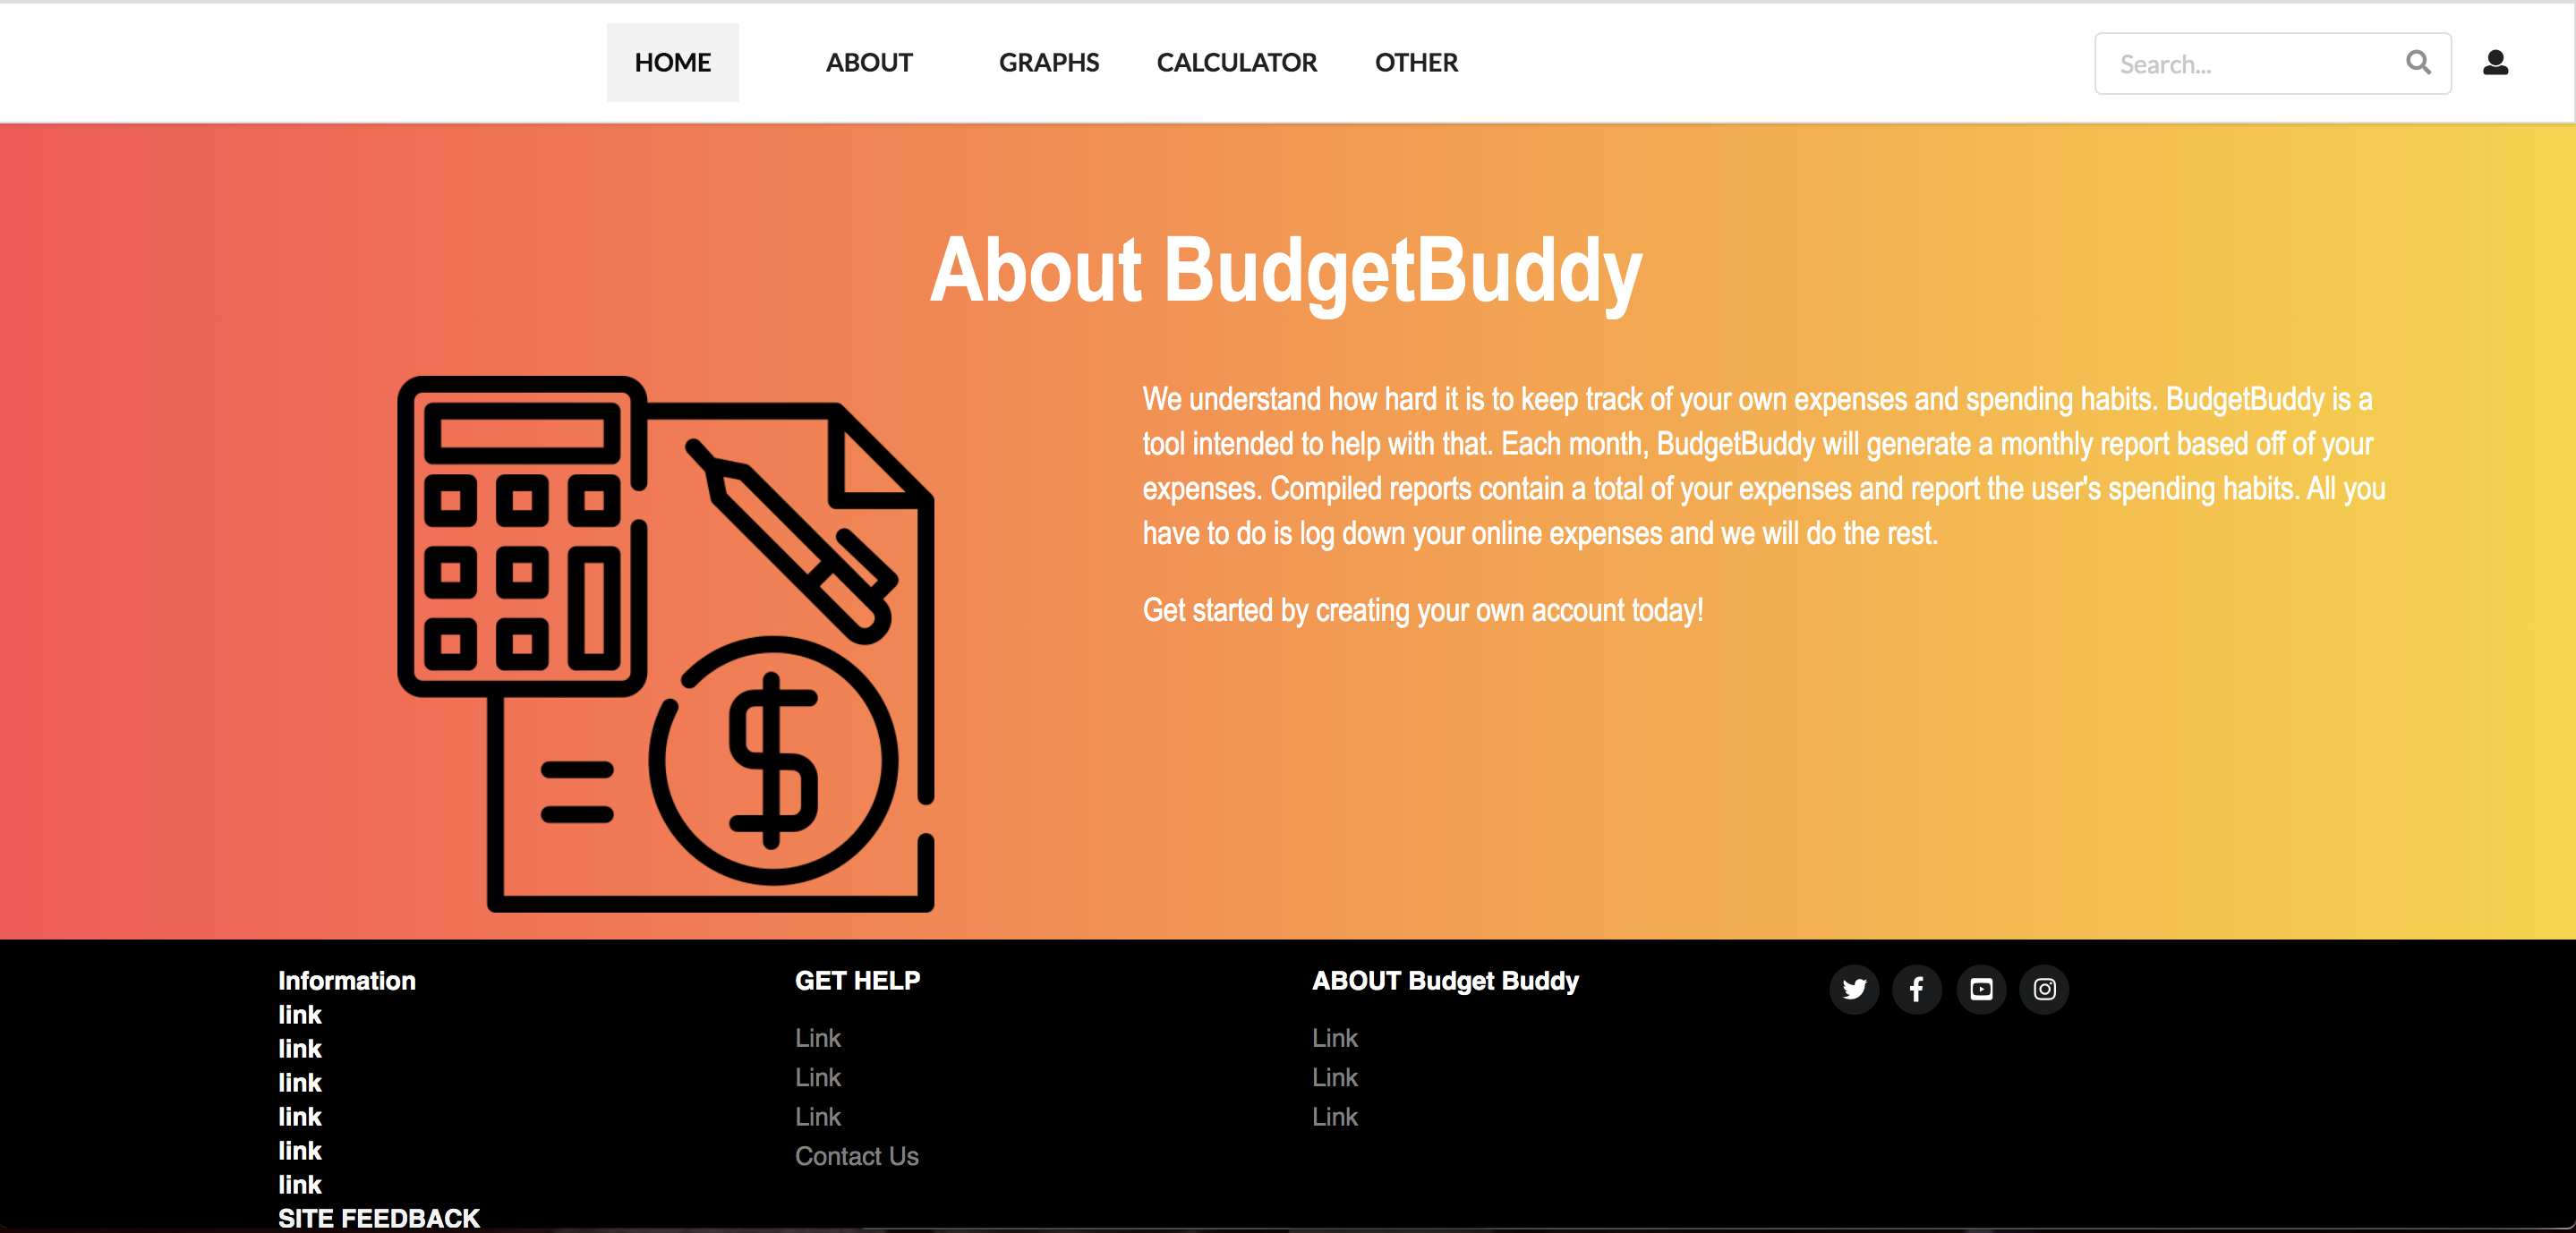 HOME ABOUT GRAPHS CALCULATOR OTHER Search...
About BudgetBuddy
We understand how hard it is to keep track of your own expenses and spending habits. BudgetBuddy is a
tool intended to help with that. Each month, BudgetBuddy will generate a monthly report based off of your
expenses. Compiled reports contain a total of your expenses and report the user's spending habits. All you
have to do is log down your online expenses and we will do the rest.
Get started by creating your own account today!
$
Information
link
link
link
link
link
link
SITE FEEDBACK
GET HELP
Link
Link
Link
Contact Us
ABOUT Budget Buddy
Link
Link
Link